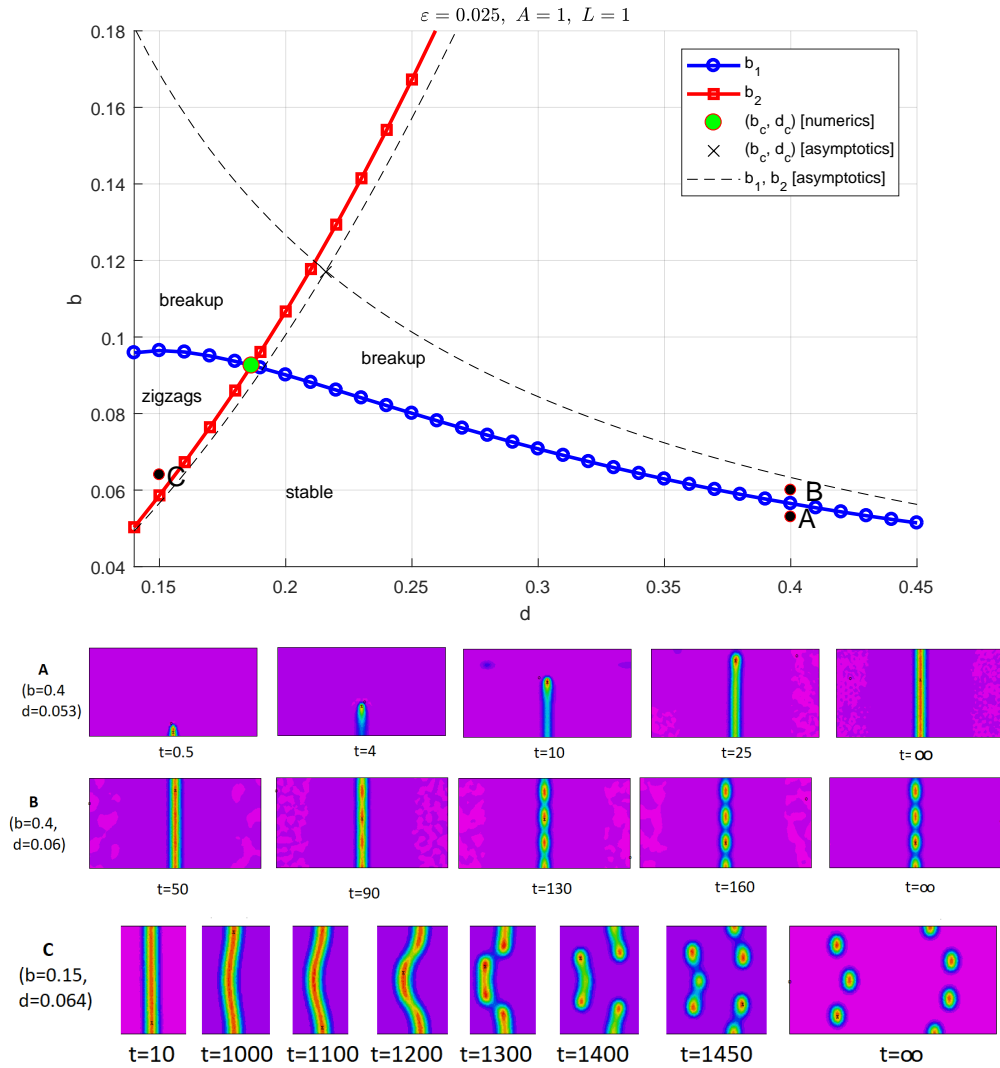 ε = 0.025, A = 1, L = 1
0.18
0.16
0.14
0.12
0.1
0.08
0.06
0.04
b
b1
b2
(bc, dc) [numerics]
(bc, dc) [asymptotics]
b1, b2 [asymptotics]
breakup
breakup
zigzags
C
stable
B
A
0.15
0.2
0.25
0.3
0.35
0.4
0.45
d
A
(b=0.4
d=0.053)
t=0.5
t=4
t=10
t=25
t=∞
B
(b=0.4,
d=0.06)
t=50
t=90
t=130
t=160
t=∞
C
(b=0.15,
d=0.064)
t=10
t=1000
t=1100
t=1200
t=1300
t=1400
t=1450
t=∞